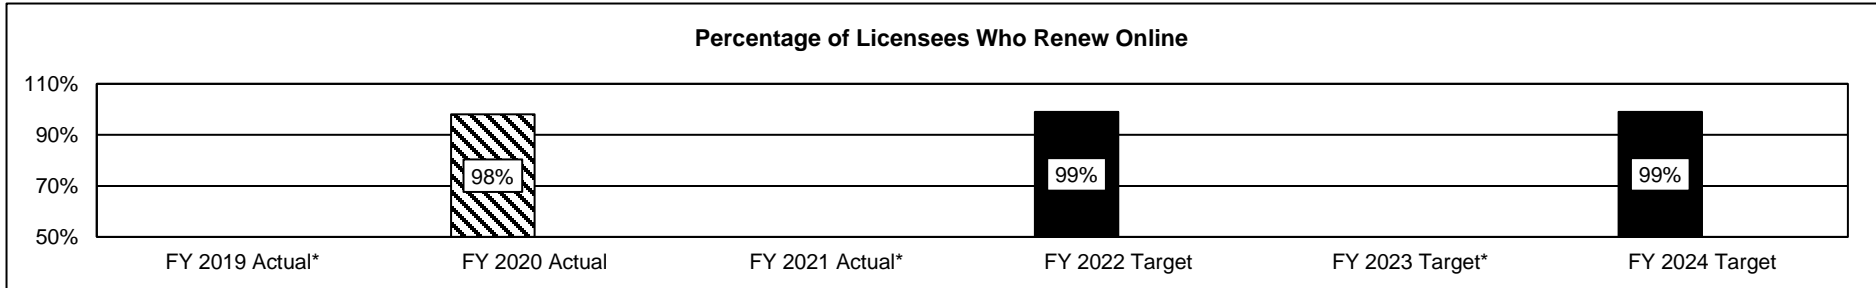 Percentage of Licensees Who Renew Online
110%
90%
70%
50%
98%
99%
99%
FY 2019 Actual*
FY 2020 Actual
FY 2021 Actual*
FY 2022 Target
FY 2023 Target*
FY 2024 Target